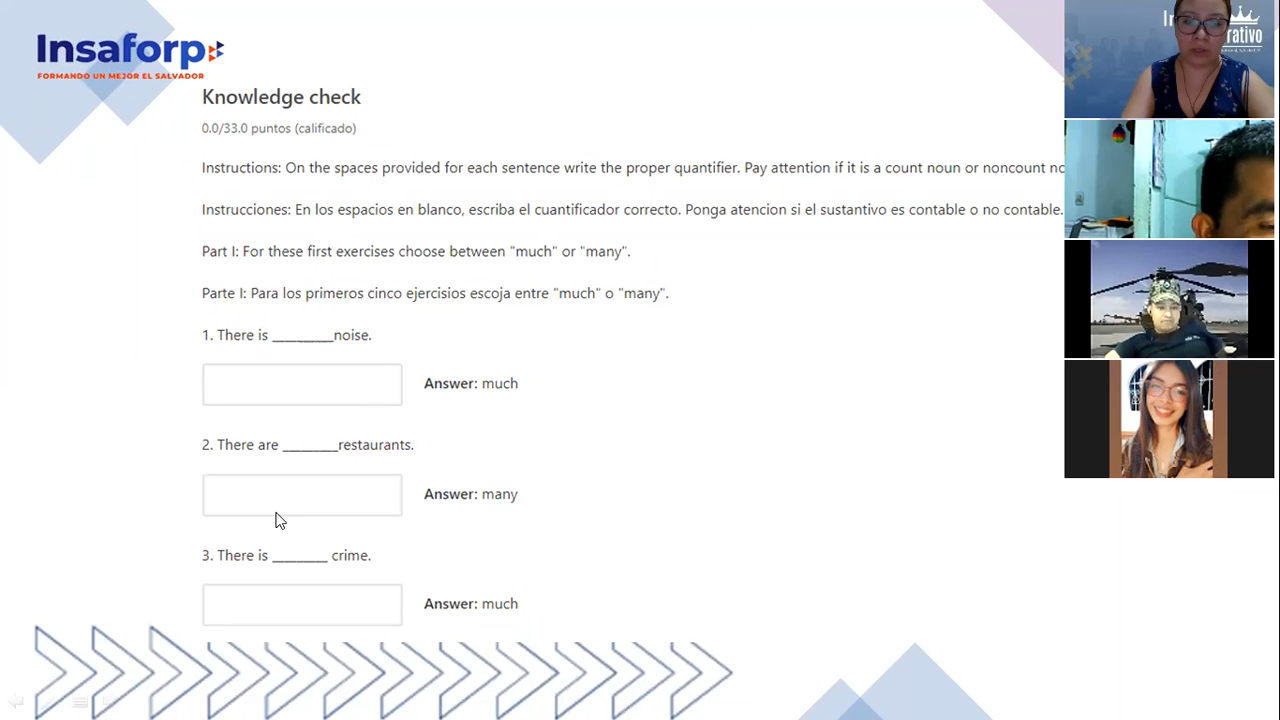 Insaforp
FORMANDO UN MEJOR EL SALVADOR
Knowledge check
0.0/33.0 puntos (calificado)
Instructions: On the spaces provided for each sentence write the proper quantifier. Pay attention if it is a count noun or noncount no
Instrucciones: En los espacios en blanco, escriba el cuantificador correcto. Ponga atencion si el sustantivo es contable o no contable.
Part I: For these first exercises choose between "much" or "many".
Parte I: Para los primeros cinco ejercisios escoja entre "much" o "many".
1. There is _________noise.
Answer: much
2. There are ________restaurants.
Answer: many
3. There is ________ crime.
Answer: much